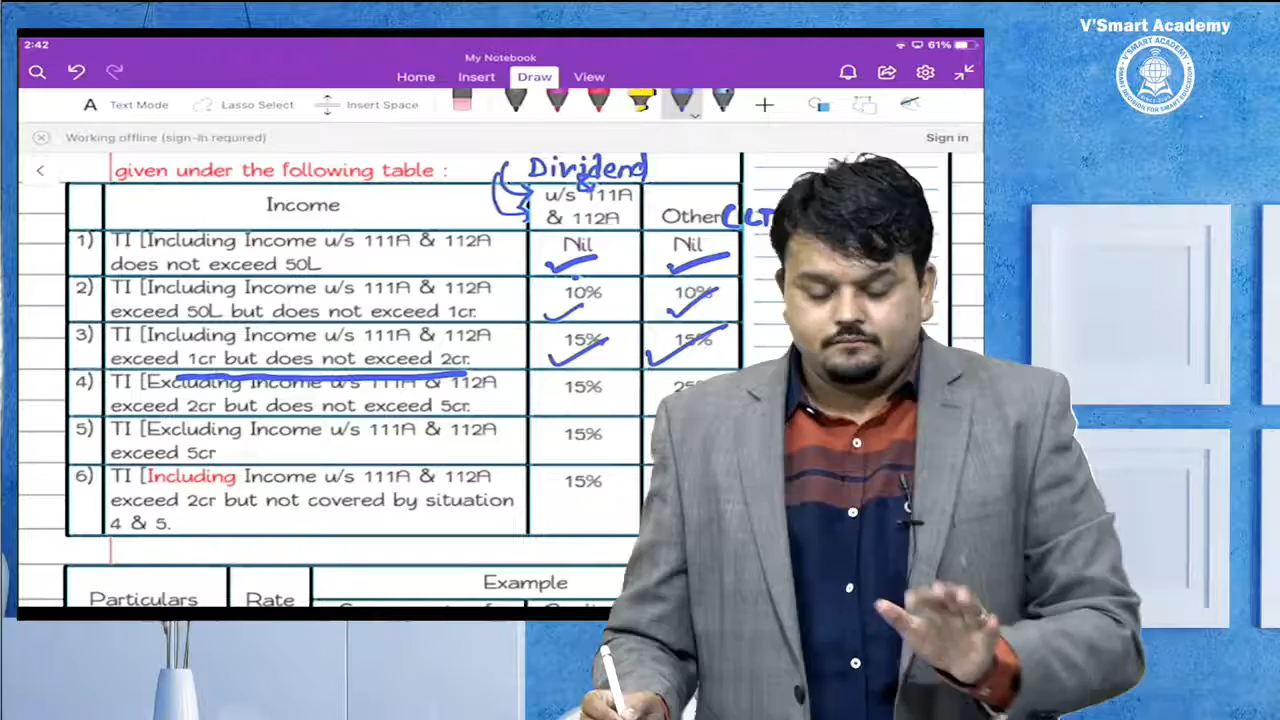 V'Smart Academy
2:42
61%
My Notebook
Home Insert Draw View
Text Mode Lasso Select Insert Space
Working offline (sign-in required) Sign in
given under the following table :
Dividend
&
Income
u/s 111A
& 112A
Other
1) TI [Including Income u/s 111A & 112A
does not exceed 50L
Nil Nil
2) TI [Including Income u/s 111A & 112A
exceed 50L but does not exceed 1cr.
10% 10%
3) TI [Including Income u/s 111A & 112A
exceed 1cr but does not exceed 2cr.
15% 15%
4) TI [Excluding Income u/s 111A & 112A
exceed 2cr but does not exceed 5cr.
15%
5) TI [Excluding Income u/s 111A & 112A
exceed 5cr
15%
6) TI [Including Income u/s 111A & 112A
exceed 2cr but not covered by situation
4 & 5.
15%
Example
Particulars Rate